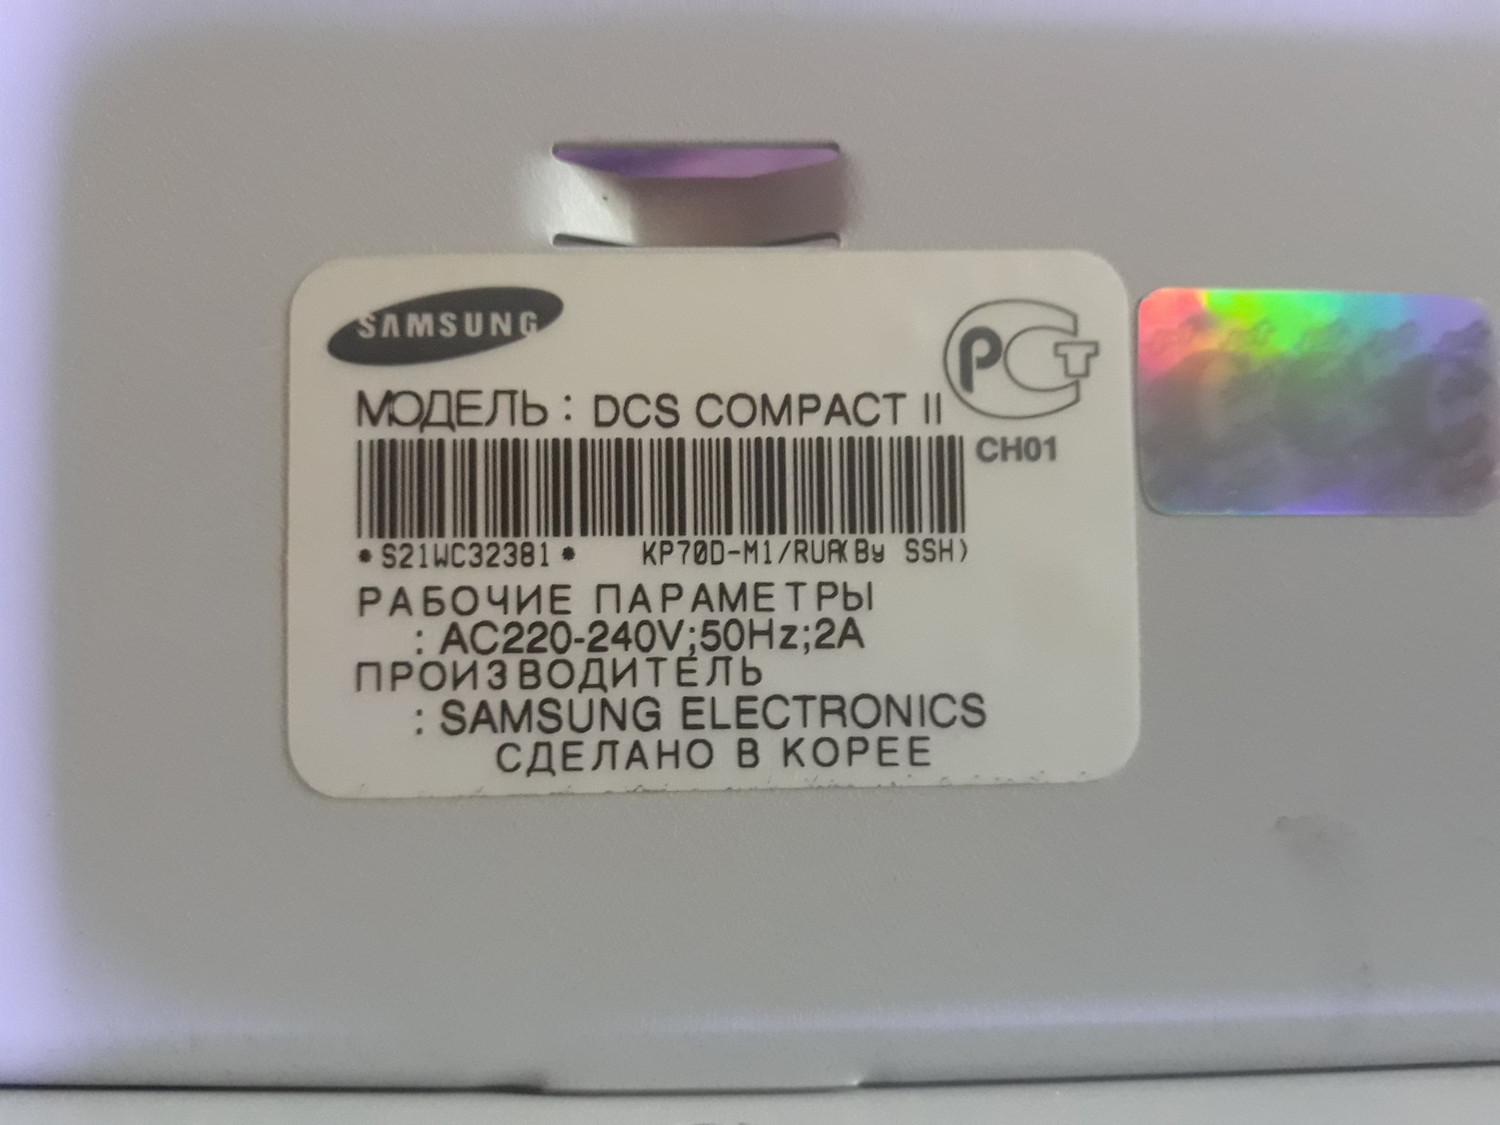 SAMSUNG
РСТ
МОДЕЛЬ : DCS COMPACT II
CH01
*S21WC32381* KP70D-M1/RUA(By SSH)
РАБОЧИЕ ПАРАМЕТРЫ
: AC220-240V;50Hz;2A
ПРОИЗВОДИТЕЛЬ
: SAMSUNG ELECTRONICS
СДЕЛАНО В КОРЕЕ